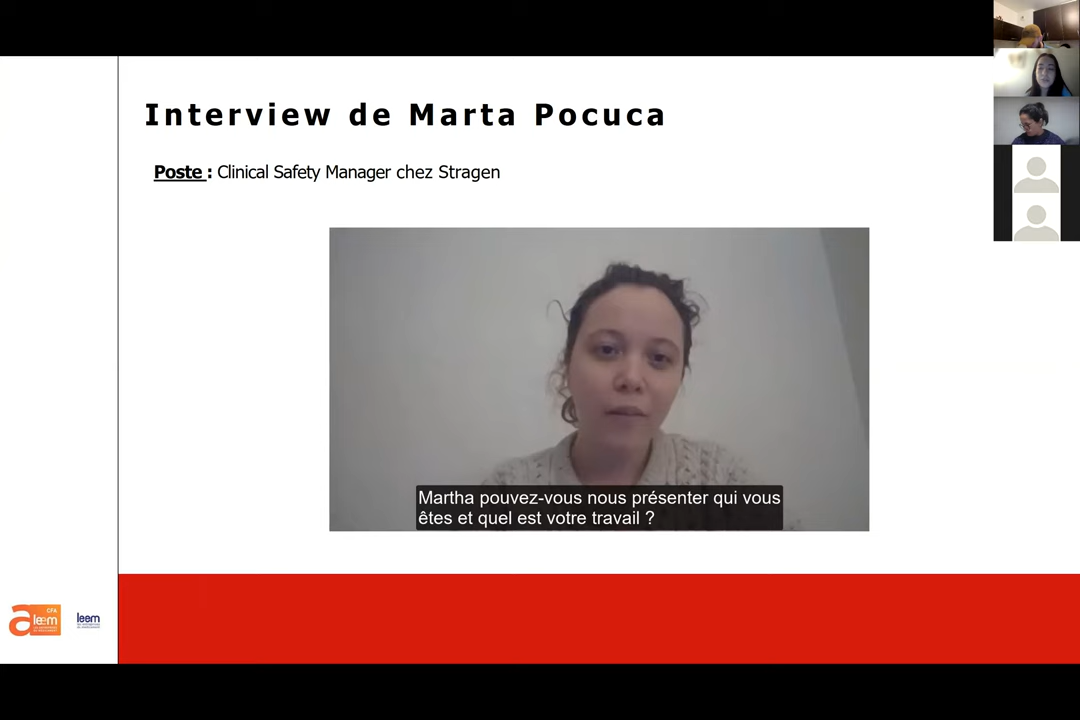 Interview de Marta Pocuca
Poste : Clinical Safety Manager chez Stragen
Martha pouvez-vous nous présenter qui vous
êtes et quel est votre travail ?
CFA
leem
leem